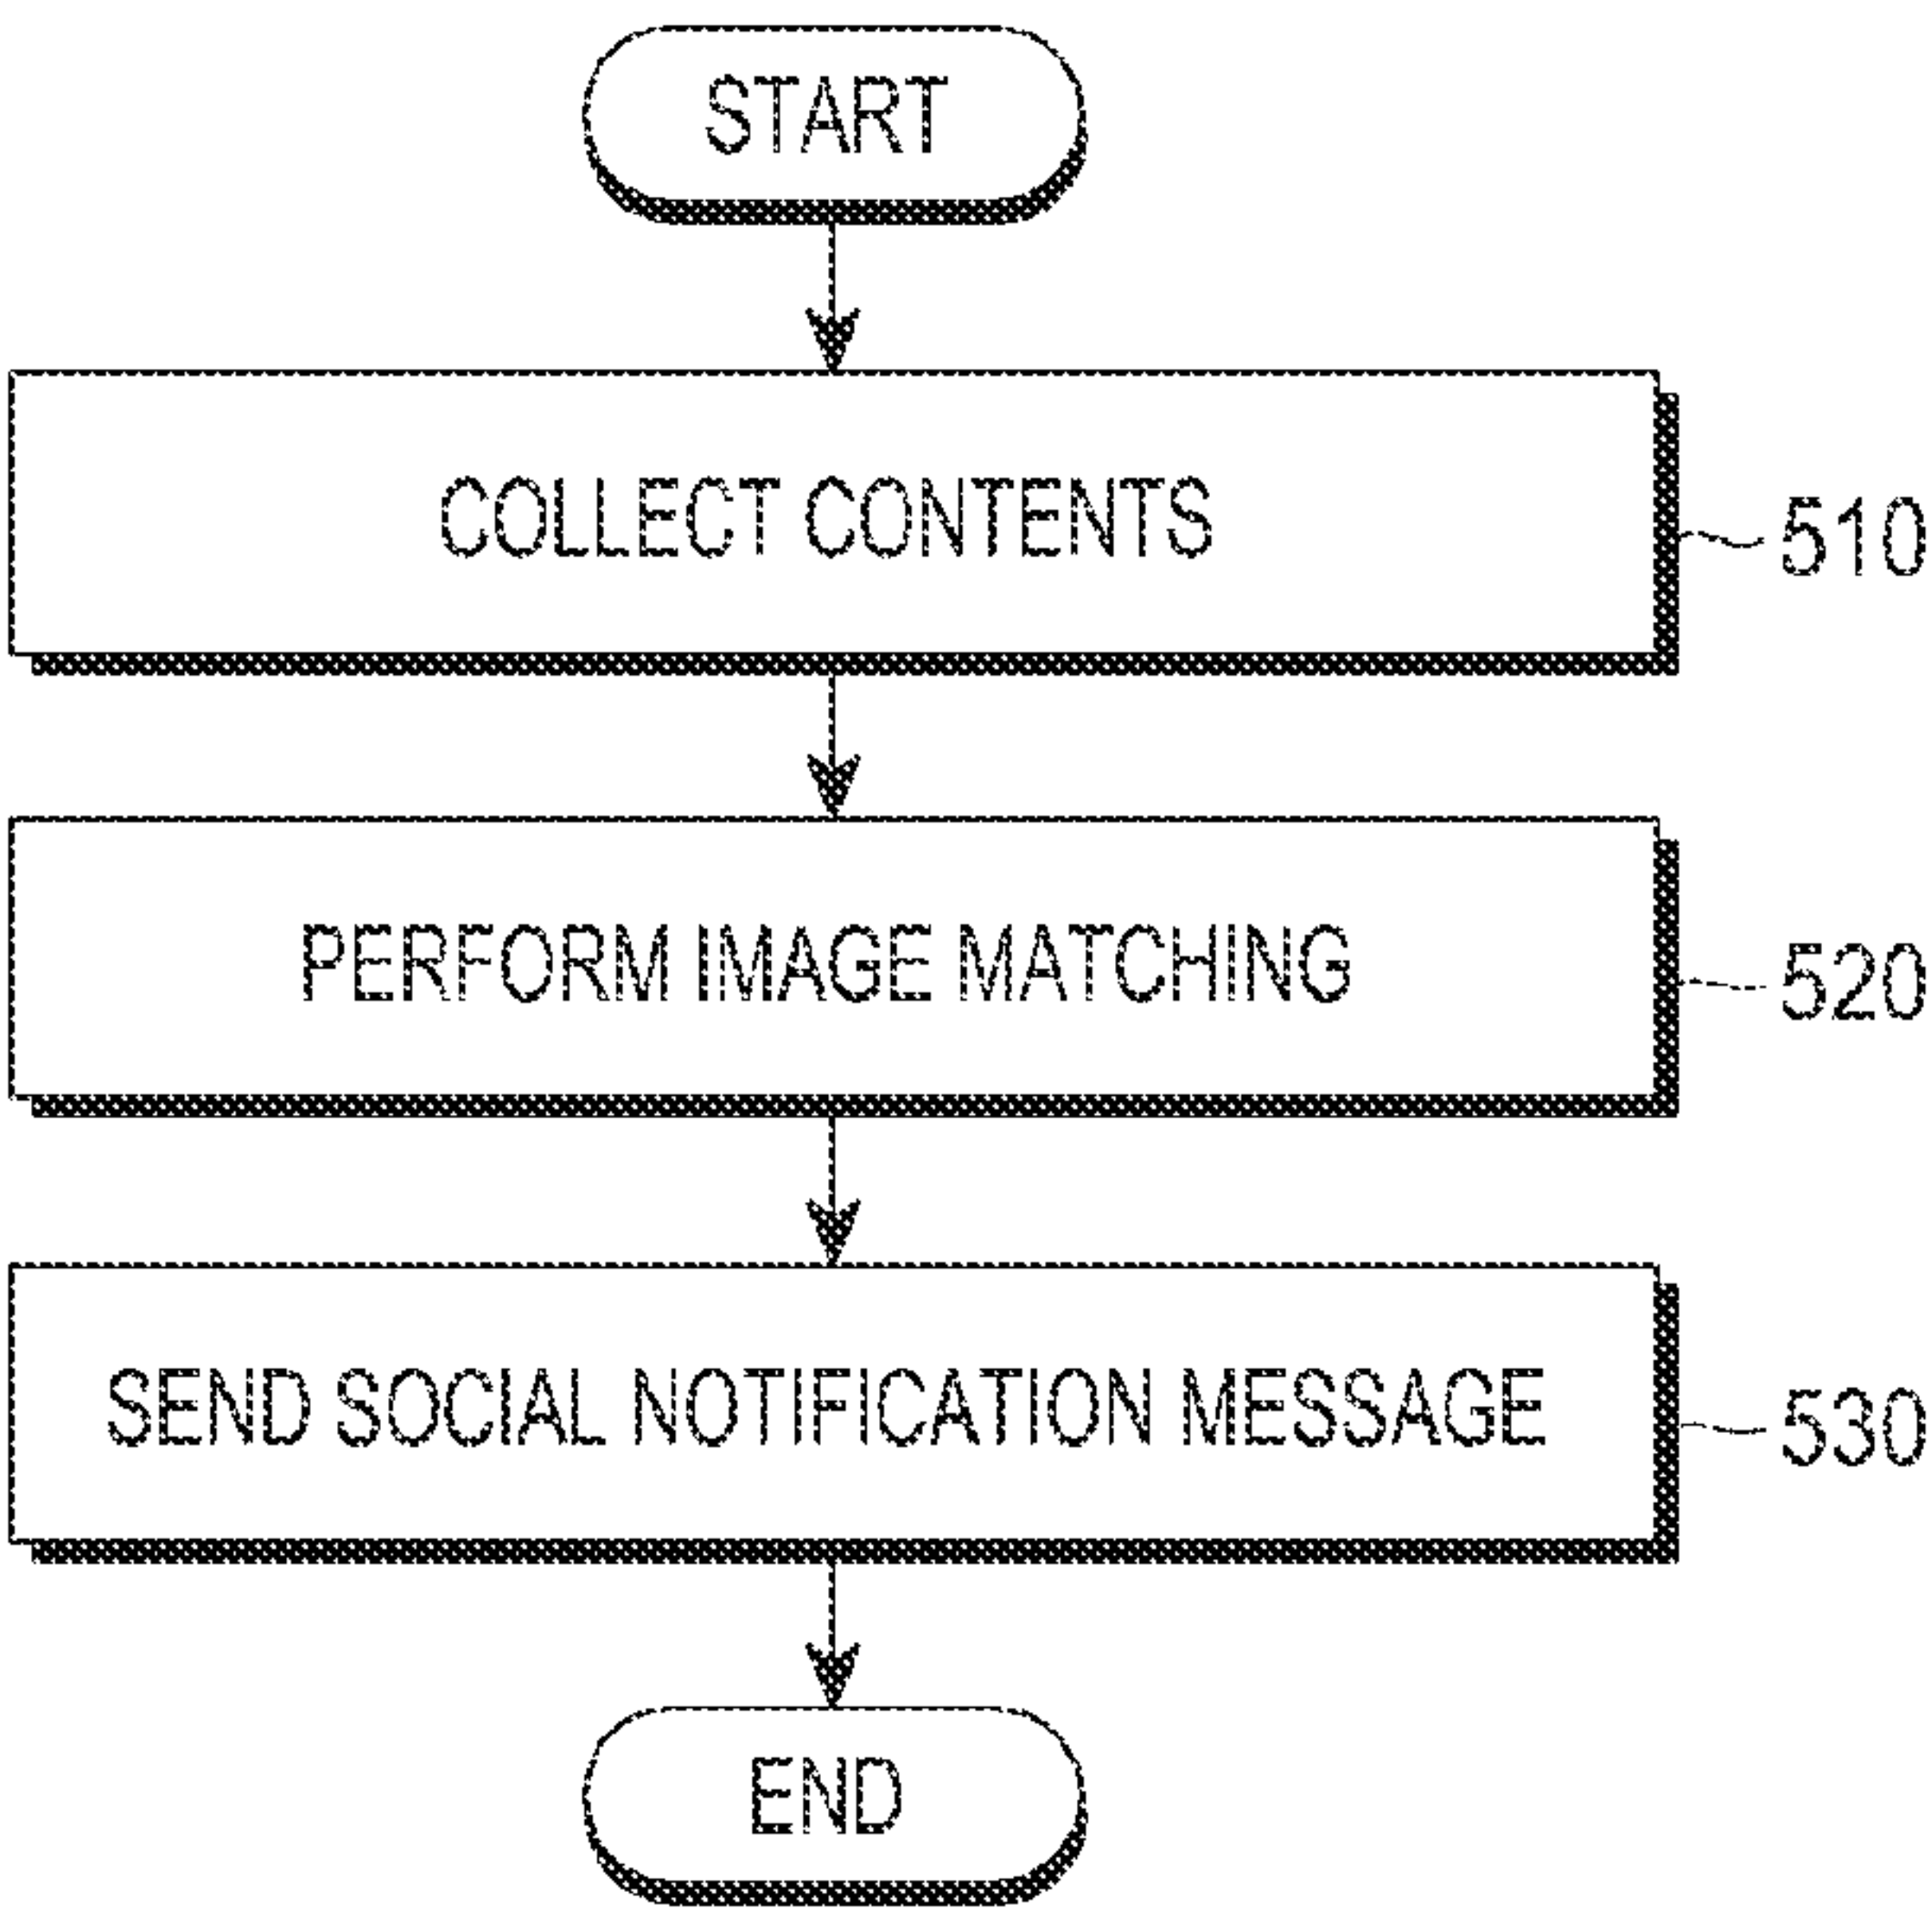 START
COLLECT CONTENTS
510
PERFORM IMAGE MATCHING
520
SEND SOCIAL NOTIFICATION MESSAGE
530
END